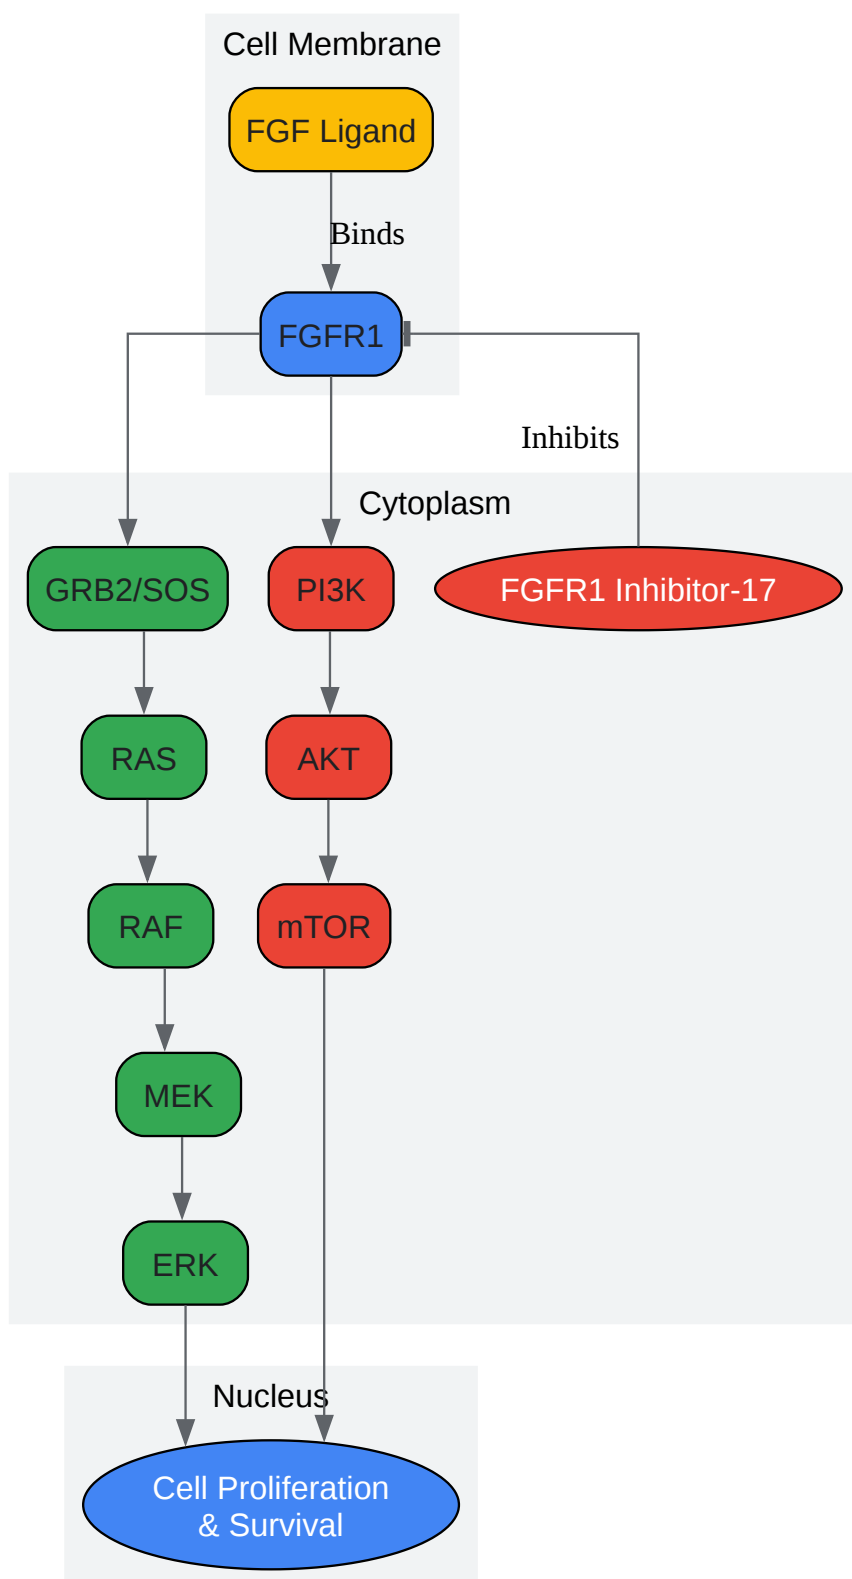 Cell Membrane
FGF Ligand
Binds
FGFR1
Inhibits
Cytoplasm
GRB2/SOS
PI3K
FGFR1 Inhibitor-17
RAS
AKT
RAF
mTOR
MEK
ERK
Nucleus
Cell Proliferation
& Survival